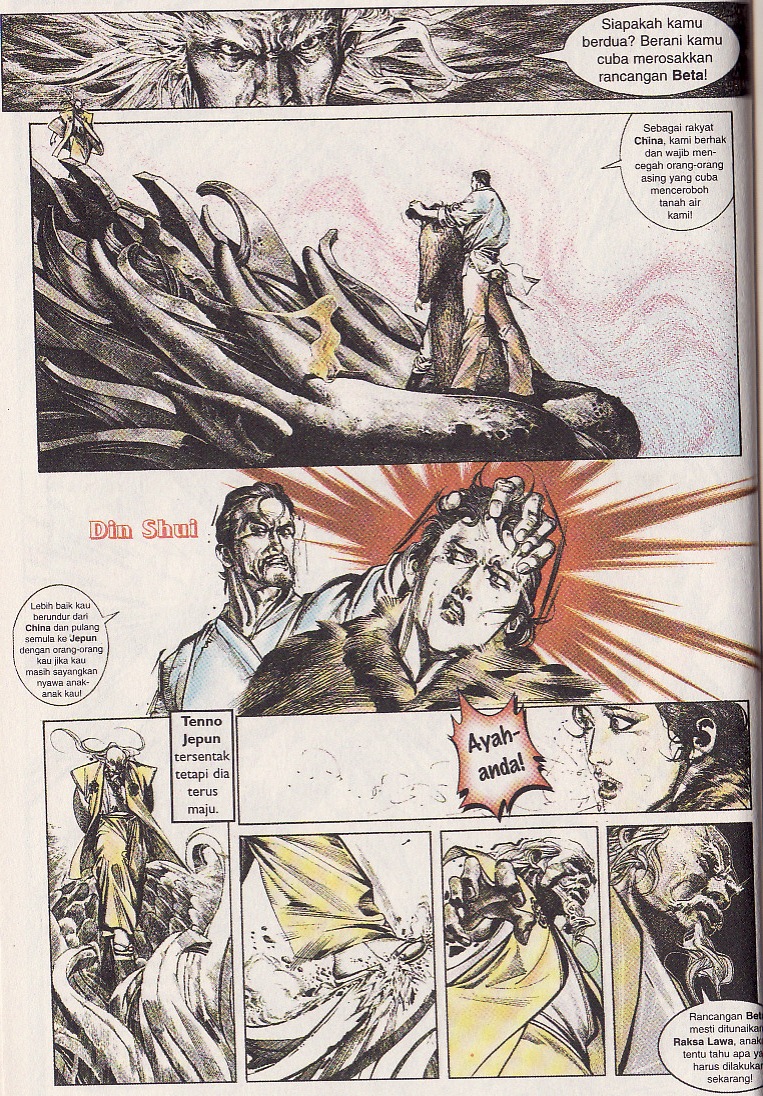 Siapakah kamu
berdua? Berani kamu
cuba merosakkan
rancangan Beta!
Sebagai rakyat
China, kami berhak
dan wajib men-
cegah orang-orang
asing yang cuba
menceroboh
tanah air
kami!
Din Shui
Lebih baik kau
berundur dari
China dan pulang
semula ke Jepun
dengan orang-orang
kau jika kau
masih sayangkan
nyawa anak-
anak kau!
Tenno
Jepun
tersentak
tetapi dia
terus
maju.
Ayah-
anda!
Rancangan
mesti
Raksa Lawa,
tentu tahu apa
harus
sekarang!